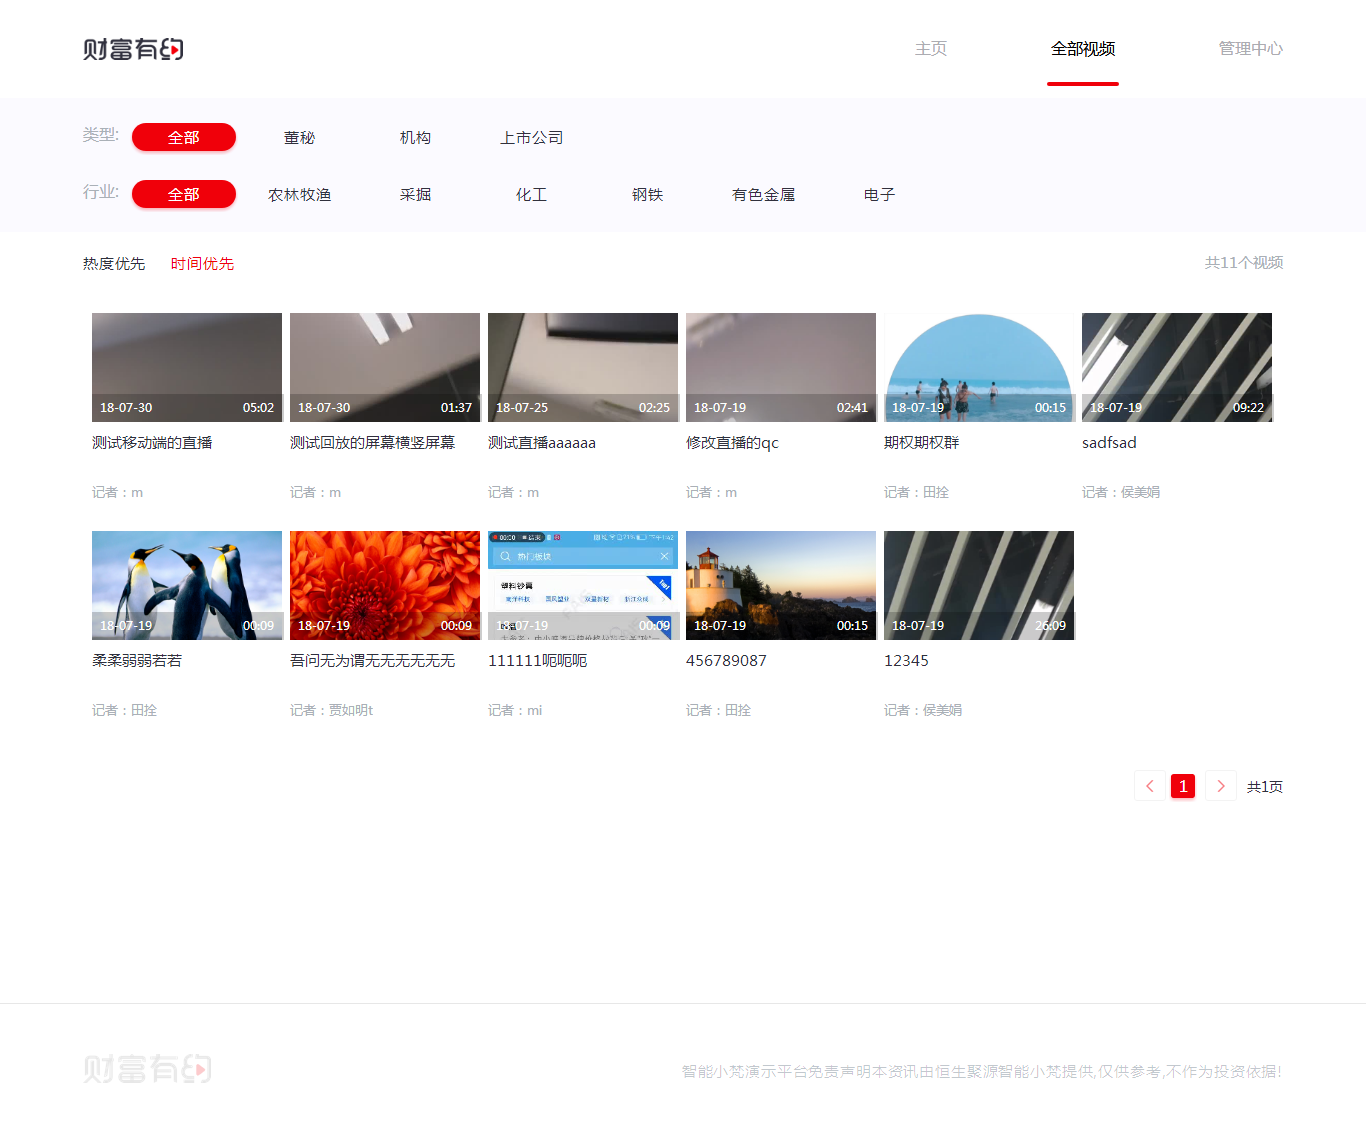 财富有约
主页
全部视频
管理中心
类型:
全部
董秘
机构
上市公司
行业:
全部
农林牧渔
采掘
化工
钢铁
有色金属
电子
热度优先
时间优先
共11个视频
18-07-30
05:02
18-07-30
01:37
18-07-25
02:25
18-07-19
02:41
18-07-19
00:15
18-07-19
09:22
测试移动端的直播
测试回放的屏幕横竖屏幕
测试直播aaaaaa
修改直播的qc
期权期权群
sadfsad
记者：m
记者：m
记者：m
记者：m
记者：田拴
记者：侯美娟
00:00
结束
热门板块
塑料钞票
18-07-19
00:09
18-07-19
00:09
18-07-19
00:09
18-07-19
00:15
18-07-19
26:09
柔柔弱弱若若
吾问无为谓无无无无无无
111111呃呃呃
456789087
12345
记者：田拴
记者：贾如明t
记者：mi
记者：田拴
记者：侯美娟
1
共1页
财富有约
智能小梵演示平台免责声明本资讯由恒生聚源智能小梵提供,仅供参考,不作为投资依据!